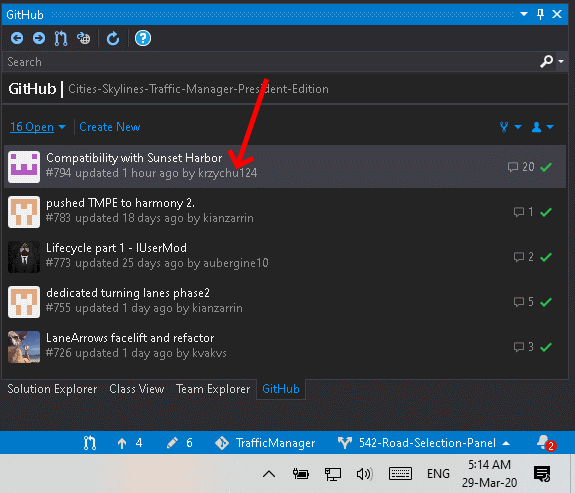 GitHub
Search
GitHub | Cities-Skylines-Traffic-Manager-President-Edition
16 Open Create New
Compatibility with Sunset Harbor
#794 updated 1 hour ago by krzychu124
20
pushed TMPE to harmony 2.
#783 updated 18 days ago by kianzarrin
1
Lifecycle part 1 - IUserMod
#773 updated 25 days ago by aubergine10
2
dedicated turning lanes phase2
#755 updated 1 day ago by kianzarrin
5
LaneArrows facelift and refactor
#726 updated 1 day ago by kvakvs
3
Solution Explorer Class View Team Explorer GitHub
4 6 TrafficManager 542-Road-Selection-Panel 2
ENG
5:14 AM
29-Mar-20